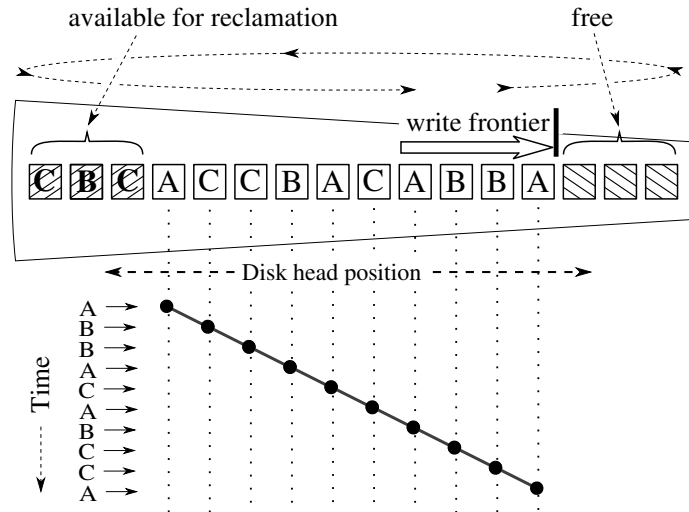 available for reclamation free
write frontier
C B C A C C B A C A B B A
Disk head position
Time
A
B
B
A
C
A
B
C
C
A